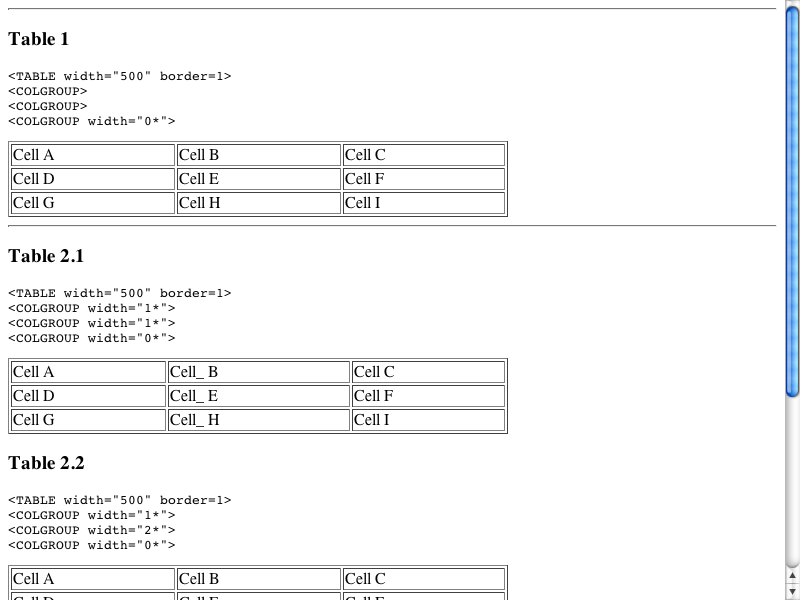 Table 1
<TABLE width="500" border=1>
<COLGROUP>
<COLGROUP>
<COLGROUP width="0*">
Cell A Cell B Cell C
Cell D Cell E Cell F
Cell G Cell H Cell I
Table 2.1
<TABLE width="500" border=1>
<COLGROUP width="1*">
<COLGROUP width="1*">
<COLGROUP width="0*">
Cell A Cell_ B Cell C
Cell D Cell_ E Cell F
Cell G Cell_ H Cell I
Table 2.2
<TABLE width="500" border=1>
<COLGROUP width="1*">
<COLGROUP width="2*">
<COLGROUP width="0*">
Cell A Cell B Cell C